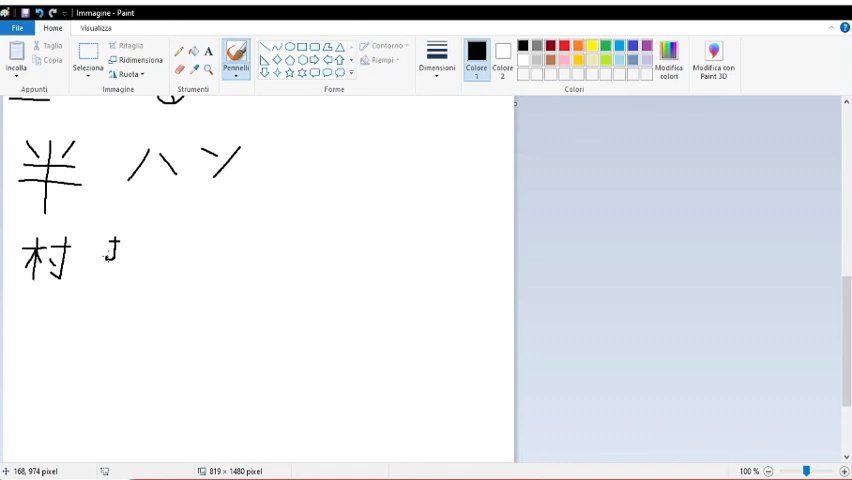 Immagine - Paint
File Home Visualizza
Incolla Taglia Copia Appunti
Seleziona Ritaglia Ridimensiona Ruota Immagine
Strumenti A
Pennelli
Forme Contorno Riempi
Dimensioni
Colore 1 Colore 2 Colori
Modifica colori
Modifica con Paint 3D
半 ハン
村
168, 974 pixel 819 × 1480 pixel 100 %